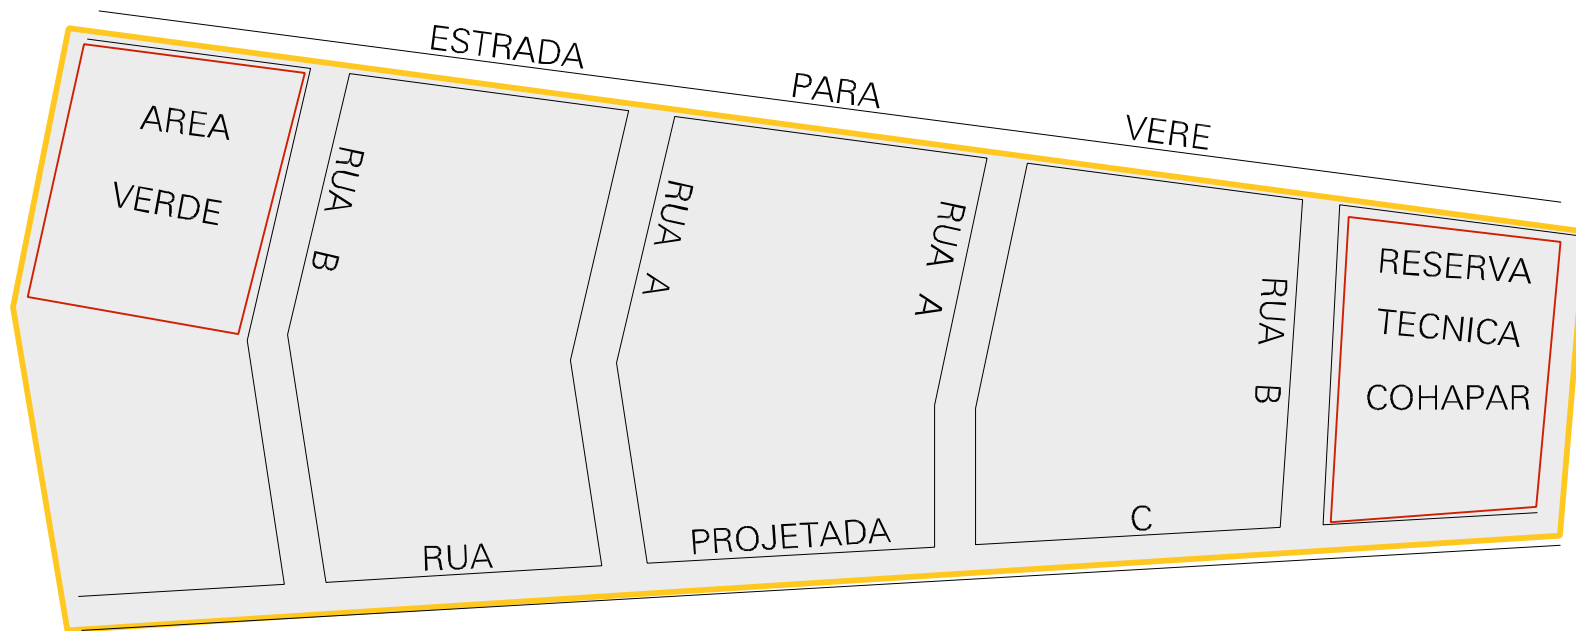 ESTRADA PARA VERE
AREA
VERDE
RUA B
RUA A
RUA A
RUA B
RESERVA
TECNICA
COHAPAR
RUA PROJETADA C